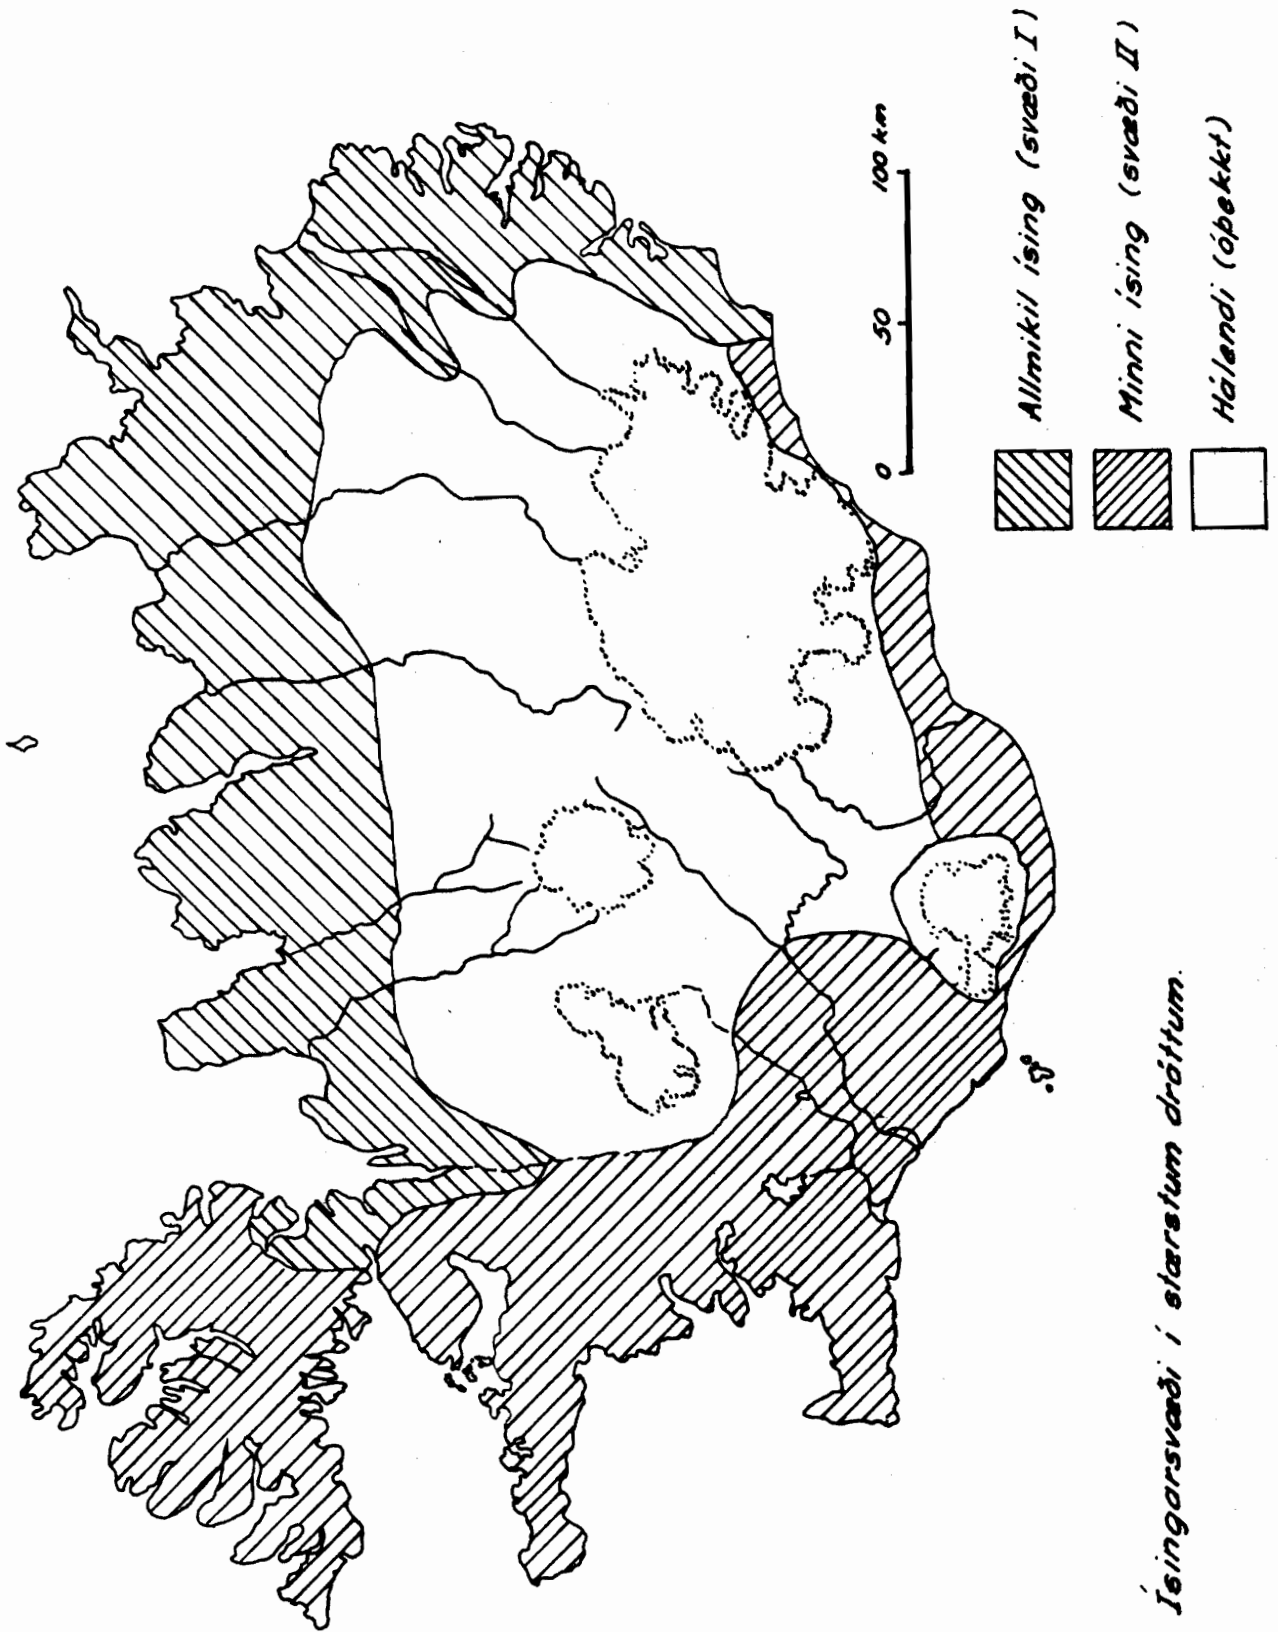 0 50 100 km
Allmikil ísing (svæði I)
Minni ísing (svæði II)
Hálendi (óþekkt)
Ísingarsvæði í stærstum dráttum.